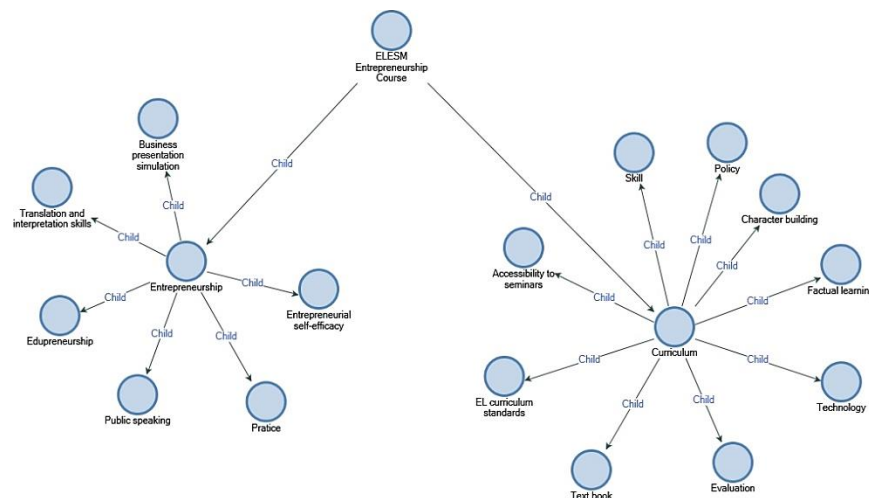 ELESM
Entrepreneurship
Course
Child
Child
Business
presentation
simulation
Child
Translation and
interpretation skills
Child
Entrepreneurship
Child
Entrepreneurial
self-efficacy
Child
Edupreneurship
Child
Public speaking
Child
Pratice
Skill
Child
Policy
Child
Character building
Child
Accessibility to
seminars
Child
Factual learnin
Child
Curriculum
Child
EL curriculum
standards
Child
Technology
Child
Text book
Child
Evaluation